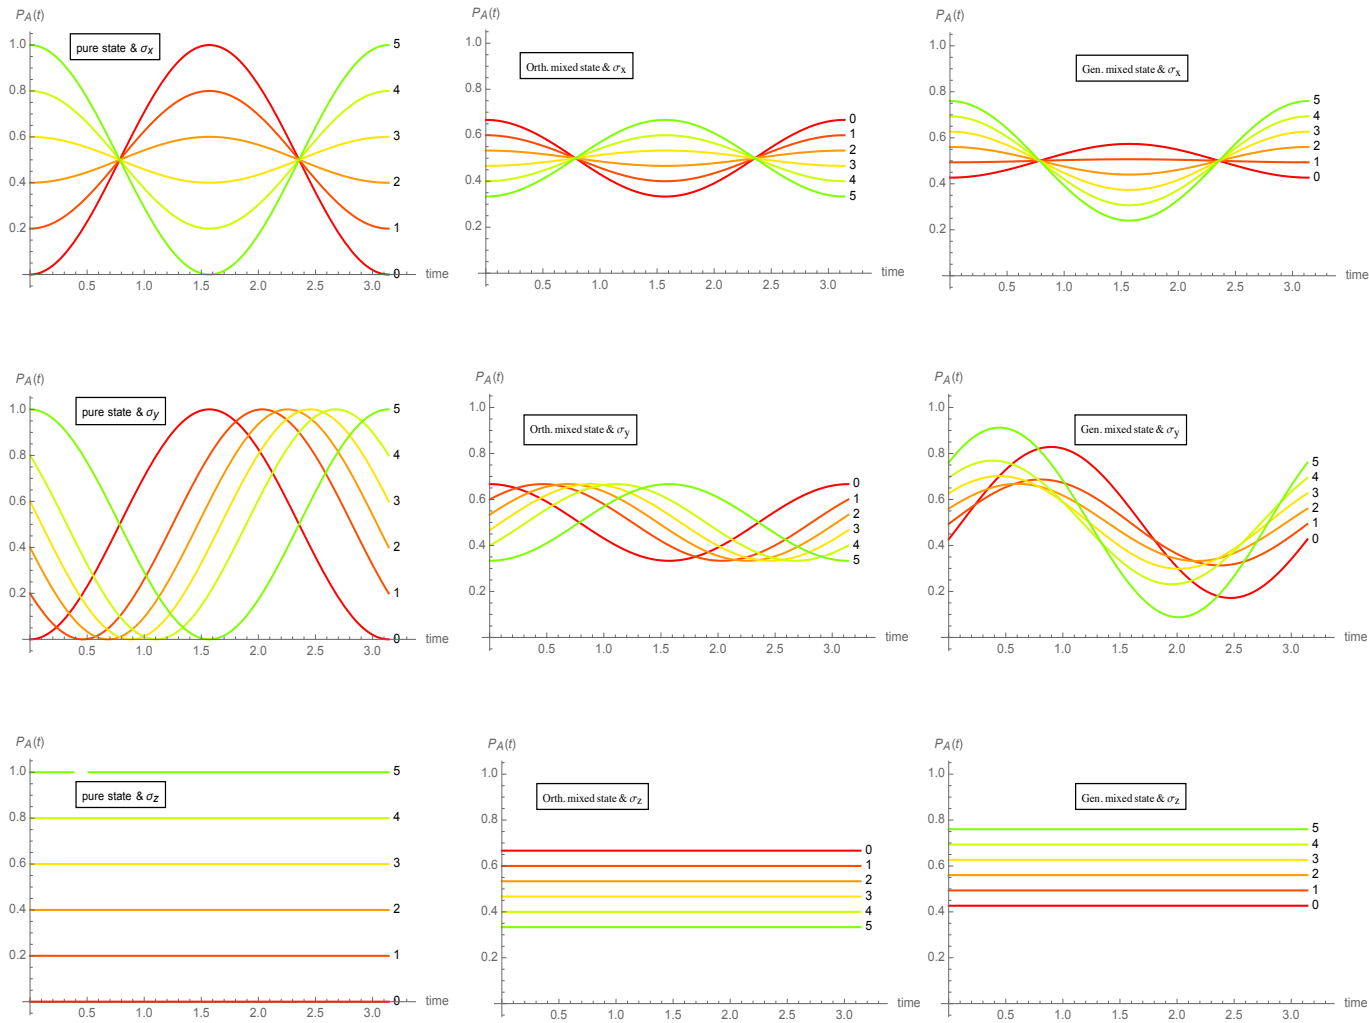 P_A(t)
pure state & σ_x
1.0
0.8
0.6
0.4
0.2
5
4
3
2
1
0
time
0.5 1.0 1.5 2.0 2.5 3.0
P_A(t)
Orth. mixed state & σ_x
1.0
0.8
0.6
0.4
0.2
0
1
2
3
4
5
time
0.5 1.0 1.5 2.0 2.5 3.0
P_A(t)
Gen. mixed state & σ_x
1.0
0.8
0.6
0.4
0.2
5
4
3
2
1
0
time
0.5 1.0 1.5 2.0 2.5 3.0
P_A(t)
pure state & σ_y
1.0
0.8
0.6
0.4
0.2
5
4
3
2
1
0
time
0.5 1.0 1.5 2.0 2.5 3.0
P_A(t)
Orth. mixed state & σ_y
1.0
0.8
0.6
0.4
0.2
0
1
2
3
4
5
time
0.5 1.0 1.5 2.0 2.5 3.0
P_A(t)
Gen. mixed state & σ_y
1.0
0.8
0.6
0.4
0.2
5
4
3
2
1
0
time
0.5 1.0 1.5 2.0 2.5 3.0
P_A(t)
pure state & σ_z
1.0
0.8
0.6
0.4
0.2
5
4
3
2
1
0
time
0.5 1.0 1.5 2.0 2.5 3.0
P_A(t)
Orth. mixed state & σ_z
1.0
0.8
0.6
0.4
0.2
0
1
2
3
4
5
time
0.5 1.0 1.5 2.0 2.5 3.0
P_A(t)
Gen. mixed state & σ_z
1.0
0.8
0.6
0.4
0.2
5
4
3
2
1
0
time
0.5 1.0 1.5 2.0 2.5 3.0